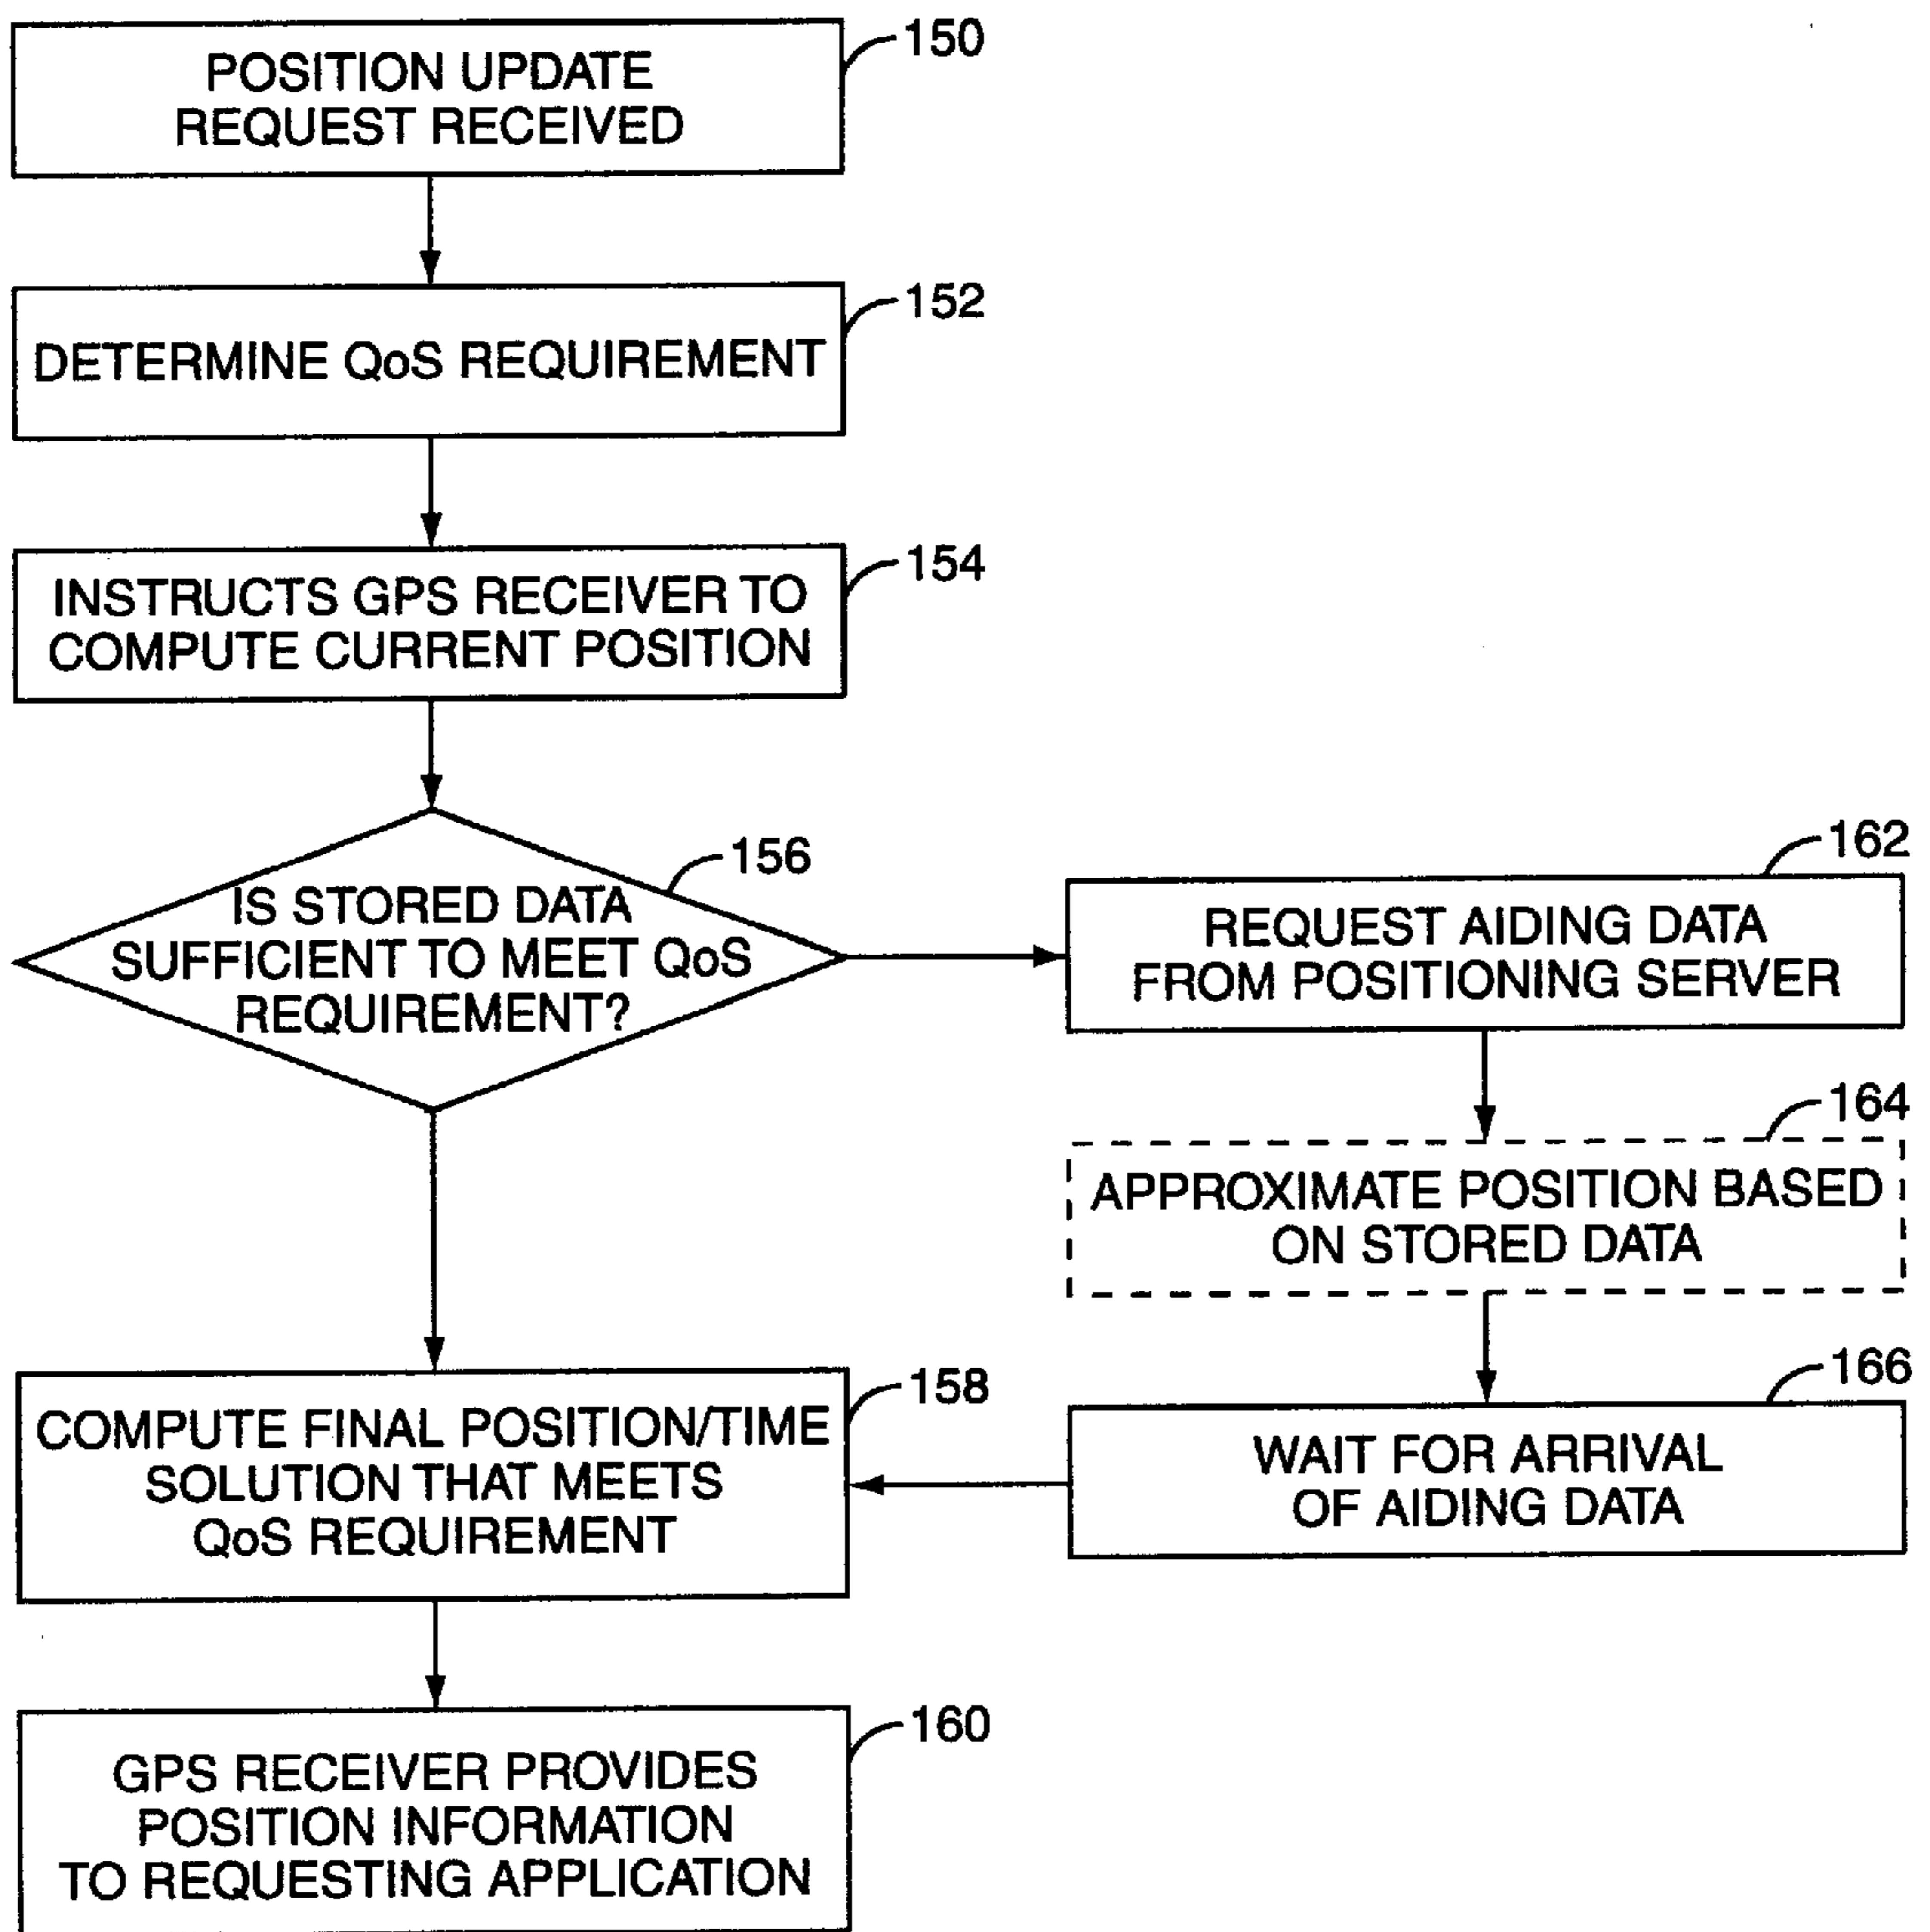 POSITION UPDATE
REQUEST RECEIVED
150
DETERMINE QoS REQUIREMENT
152
INSTRUCTS GPS RECEIVER TO
COMPUTE CURRENT POSITION
154
IS STORED DATA
SUFFICIENT TO MEET QoS
REQUIREMENT?
156
REQUEST AIDING DATA
FROM POSITIONING SERVER
162
APPROXIMATE POSITION BASED
ON STORED DATA
164
WAIT FOR ARRIVAL
OF AIDING DATA
166
COMPUTE FINAL POSITION/TIME
SOLUTION THAT MEETS
QoS REQUIREMENT
158
GPS RECEIVER PROVIDES
POSITION INFORMATION
TO REQUESTING APPLICATION
160